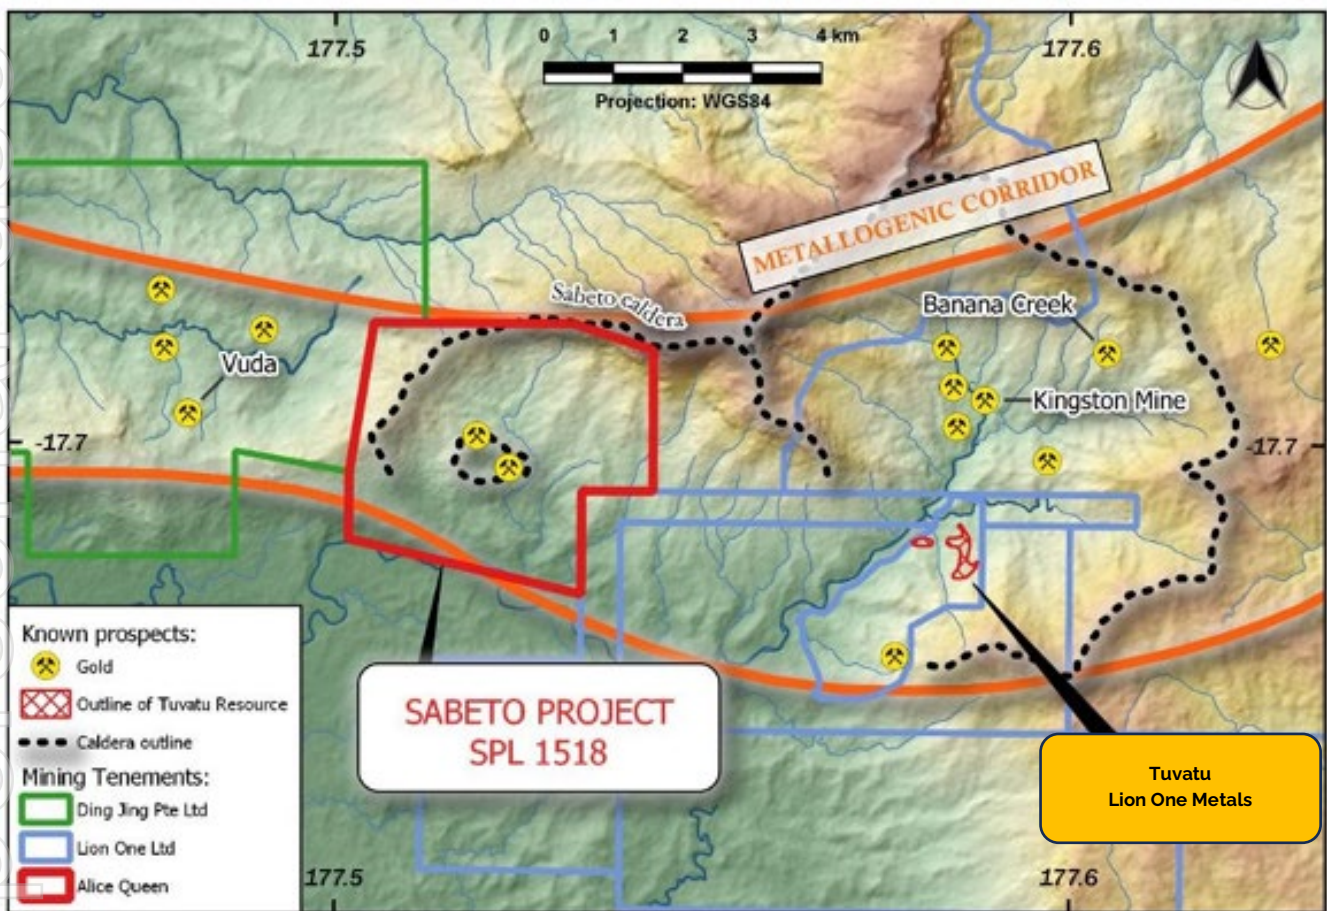 177.5
0 1 2 3 4 km
177.6
Projection: WGS84
METALLOGENIC CORRIDOR
Sabeto caldera
Banana Creek
Vuda
Kingston Mine
-17.7
-17.7
Known prospects:
Gold
Outline of Tuvatu Resource
Caldera outline
Mining Tenements:
Ding Jing Pte Ltd
Lion One Ltd
Alice Queen
SABETO PROJECT
SPL 1518
Tuvatu
Lion One Metals
177.5
177.6